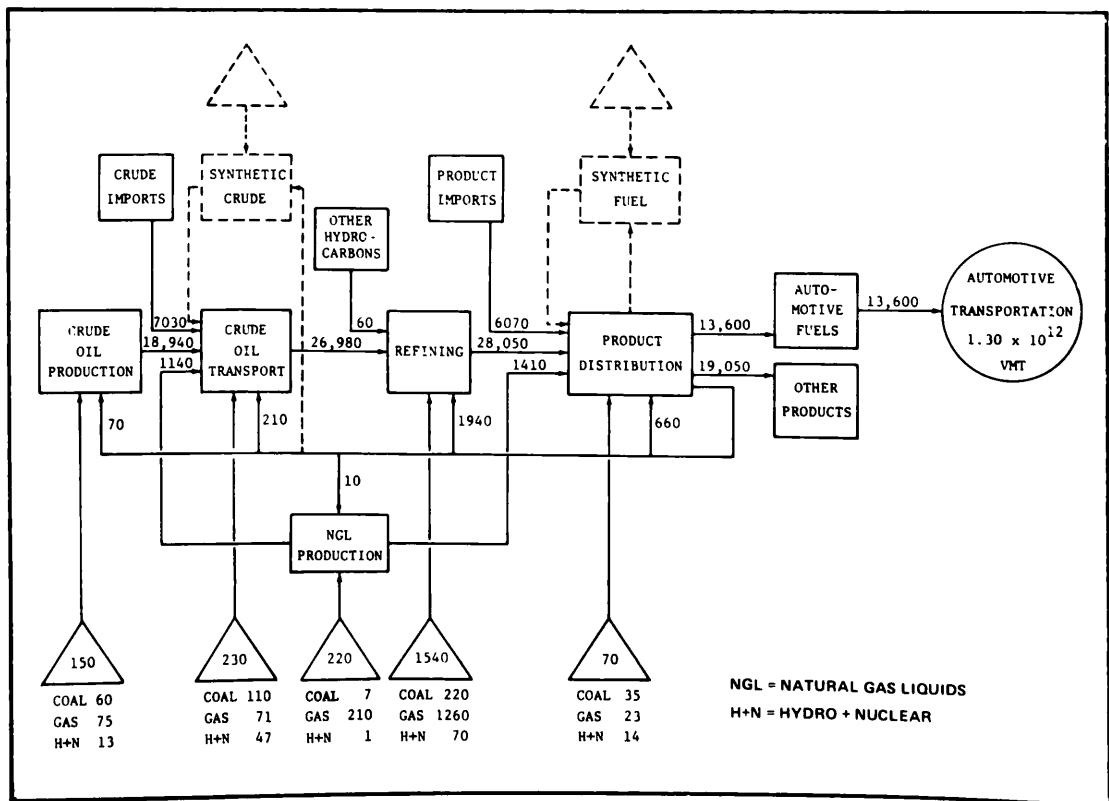 CRUDE
IMPORTS
SYNTHETIC
CRUDE
PRODUCT
IMPORTS
SYNTHETIC
FUEL
OTHER
HYDRO-
CARBONS
AUTO-
MOTIVE
FUELS
13,600
AUTOMOTIVE
TRANSPORTATION
1.30 x 10¹²
VMT
CRUDE
OIL
PRODUCTION
7030
18,940
1140
CRUDE
OIL
TRANSPORT
60
26,980
REFINING
6070
28,050
1410
PRODUCT
DISTRIBUTION
13,600
19,050
OTHER
PRODUCTS
70
210
1940
660
10
NGL
PRODUCTION
150
COAL 60
GAS 75
H+N 13
230
COAL 110
GAS 71
H+N 47
220
COAL 7
GAS 210
H+N 1
1540
COAL 220
GAS 1260
H+N 70
70
COAL 35
GAS 23
H+N 14
NGL = NATURAL GAS LIQUIDS
H+N = HYDRO + NUCLEAR